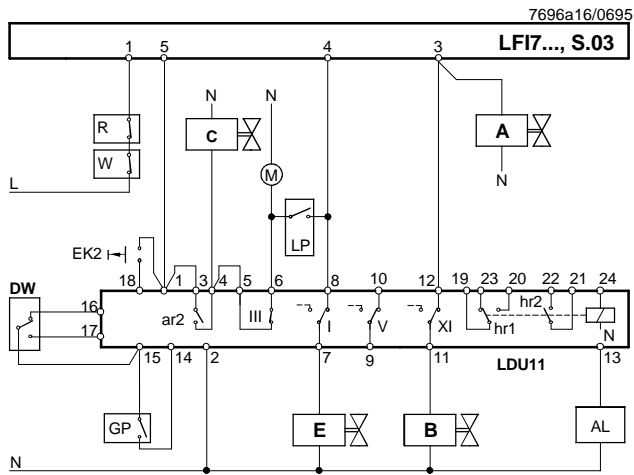 7696a16/0695
LFI7..., S.03
1 5 4 3
N N
R C A
W M N
L
LP
EK2
DW 18 1 3 4 5 6 8 10 12 19 23 20 22 21 24
16
17
ar2 III I V XI hr1 hr2 N
LDU11
15 14 2 7 9 11 13
GP E B AL
N